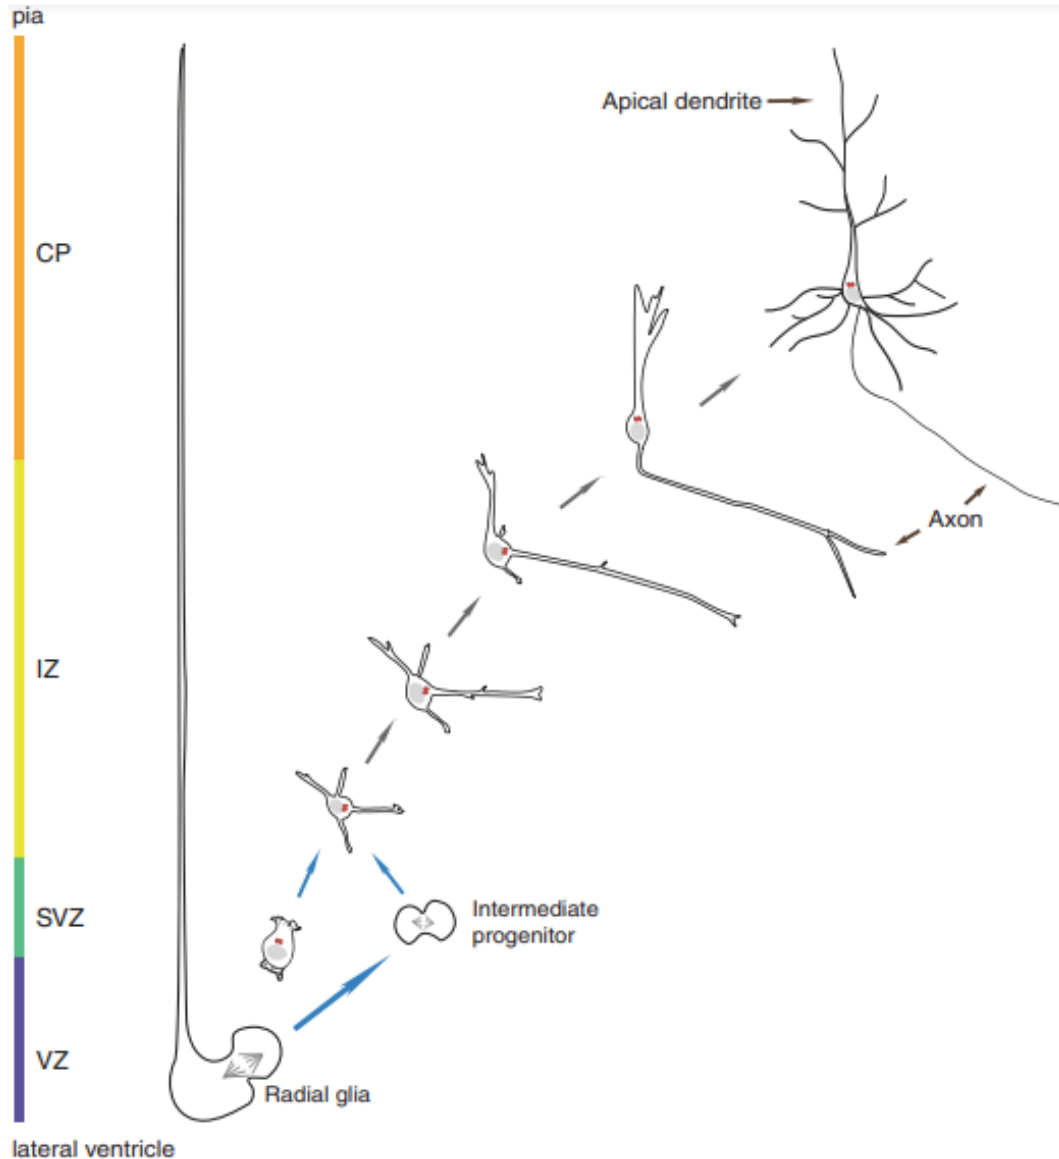 pia
Apical dendrite
CP
Axon
IZ
SVZ
Intermediate
progenitor
VZ
Radial glia
lateral ventricle